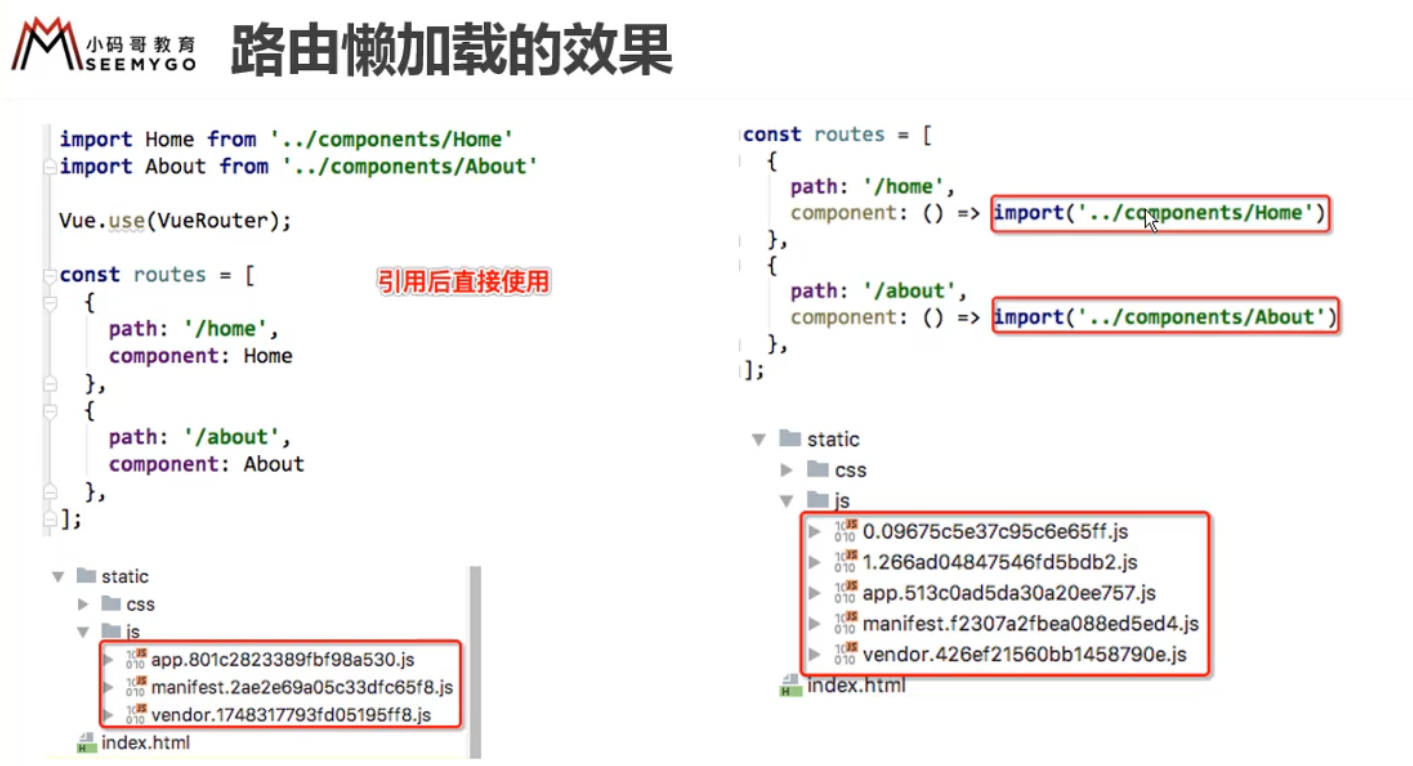 小码哥教育
SEEMYGO
路由懒加载的效果
import Home from '../components/Home'
import About from '../components/About'
Vue.use(VueRouter);
const routes = [
{
path: '/home',
component: Home
},
{
path: '/about',
component: About
},
];
引用后直接使用
static
css
js
app.801c2823389fbf98a530.js
manifest.2ae2e69a05c33dfc65f8.js
vendor.1748317793fd05195ff8.js
index.html
const routes = [
{
path: '/home',
component: () => import('../components/Home')
},
{
path: '/about',
component: () => import('../components/About')
},
];
static
css
js
0.09675c5e37c95c6e65ff.js
1.266ad04847546fd5bdb2.js
app.513c0ad5da30a20ee757.js
manifest.f2307a2fbea088ed5ed4.js
vendor.426ef21560bb1458790e.js
index.html